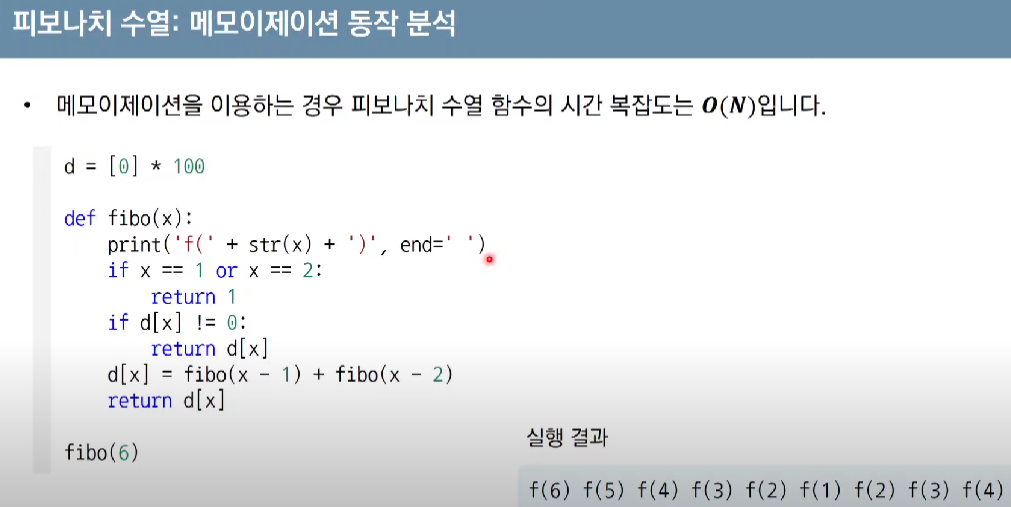 피보나치 수열: 메모이제이션 동작 분석
• 메모이제이션을 이용하는 경우 피보나치 수열 함수의 시간 복잡도는 O(N)입니다.
d = [0] * 100
def fibo(x):
    print('f(' + str(x) + ')', end=' ')
    if x == 1 or x == 2:
        return 1
    if d[x] != 0:
        return d[x]
    d[x] = fibo(x - 1) + fibo(x - 2)
    return d[x]
fibo(6)
실행 결과
f(6) f(5) f(4) f(3) f(2) f(1) f(2) f(3) f(4)